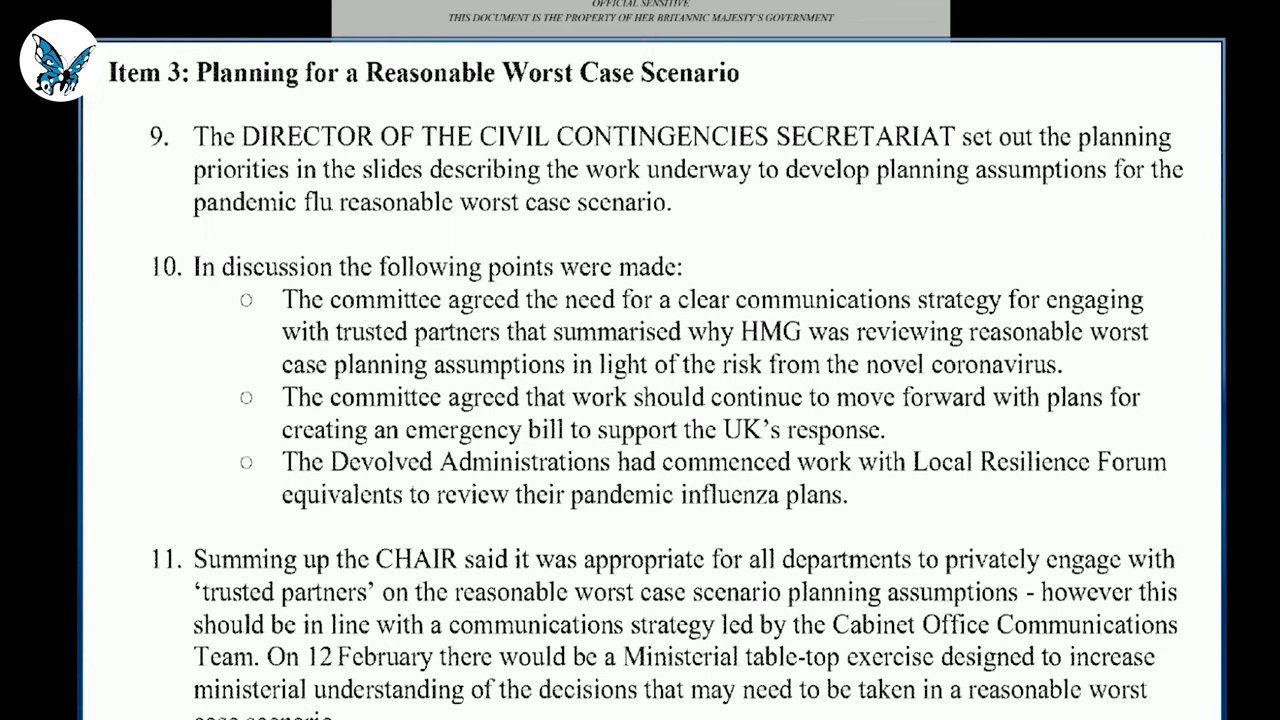 OFFICIAL SENSITIVE
THIS DOCUMENT IS THE PROPERTY OF HER BRITANNIC MAJESTY'S GOVERNMENT
Item 3: Planning for a Reasonable Worst Case Scenario
9. The DIRECTOR OF THE CIVIL CONTINGENCIES SECRETARIAT set out the planning
priorities in the slides describing the work underway to develop planning assumptions for the
pandemic flu reasonable worst case scenario.
10. In discussion the following points were made:
○ The committee agreed the need for a clear communications strategy for engaging
with trusted partners that summarised why HMG was reviewing reasonable worst
case planning assumptions in light of the risk from the novel coronavirus.
○ The committee agreed that work should continue to move forward with plans for
creating an emergency bill to support the UK's response.
○ The Devolved Administrations had commenced work with Local Resilience Forum
equivalents to review their pandemic influenza plans.
11. Summing up the CHAIR said it was appropriate for all departments to privately engage with
‘trusted partners’ on the reasonable worst case scenario planning assumptions - however this
should be in line with a communications strategy led by the Cabinet Office Communications
Team. On 12 February there would be a Ministerial table-top exercise designed to increase
ministerial understanding of the decisions that may need to be taken in a reasonable worst
case scenario.